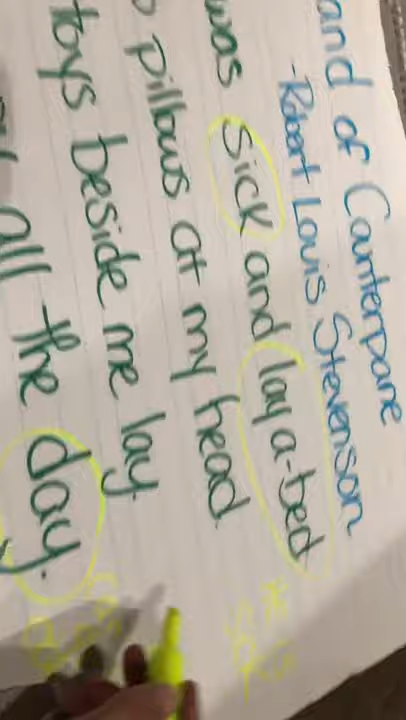 and of Counterpane
-Robert Louis Stevenson
was sick and lay a-bed
pillows at my head
toys beside me lay
all the day.